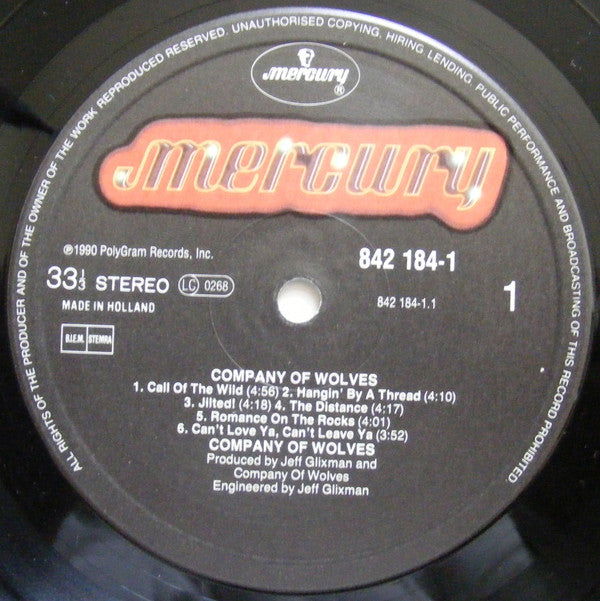 ALL RIGHTS OF THE PRODUCER AND OF THE OWNER OF THE WORK REPRODUCED RESERVED. UNAUTHORISED COPYING, HIRING, LENDING, PUBLIC PERFORMANCE AND BROADCASTING OF THIS RECORD PROHIBITED
mercury
®
mercury
℗1990 PolyGram Records, Inc.
842 184-1
33⅓ STEREO LC 0268
842 184-1.1
1
MADE IN HOLLAND
B.I.E.M. STEMRA
COMPANY OF WOLVES
1. Call Of The Wild (4:56) 2. Hangin' By A Thread (4:10)
3. Jilted! (4:18) 4. The Distance (4:17)
5. Romance On The Rocks (4:01)
6. Can't Love Ya, Can't Leave Ya (3:52)
COMPANY OF WOLVES
Produced by Jeff Glixman and
Company Of Wolves
Engineered by Jeff Glixman